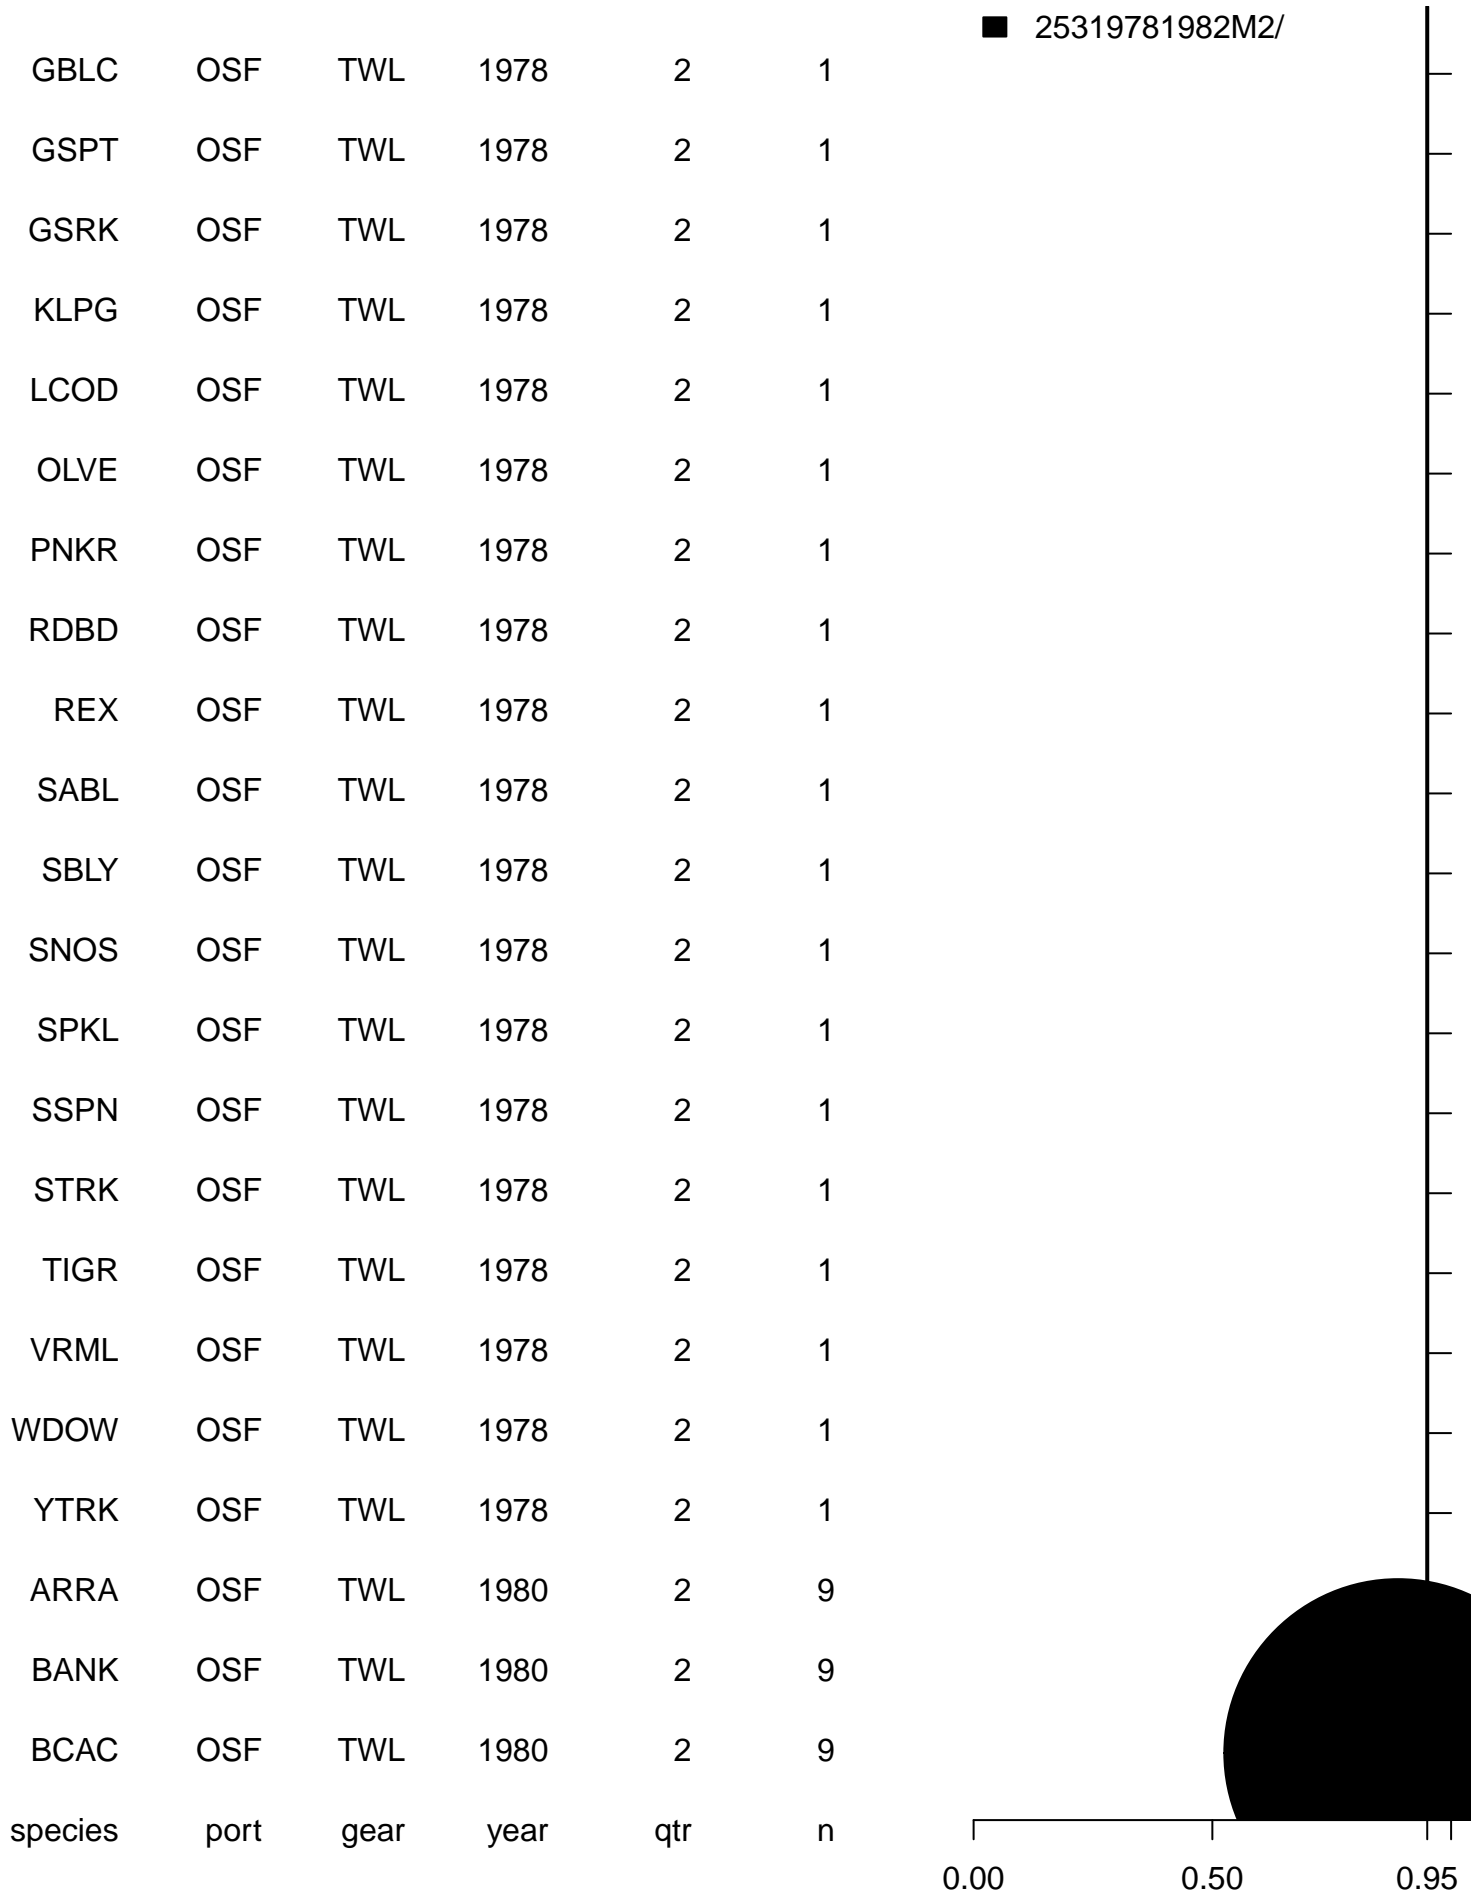 25319781982M2/
GBLC OSF TWL 1978 2 1
GSPT OSF TWL 1978 2 1
GSRK OSF TWL 1978 2 1
KLPG OSF TWL 1978 2 1
LCOD OSF TWL 1978 2 1
OLVE OSF TWL 1978 2 1
PNKR OSF TWL 1978 2 1
RDBD OSF TWL 1978 2 1
REX OSF TWL 1978 2 1
SABL OSF TWL 1978 2 1
SBLY OSF TWL 1978 2 1
SNOS OSF TWL 1978 2 1
SPKL OSF TWL 1978 2 1
SSPN OSF TWL 1978 2 1
STRK OSF TWL 1978 2 1
TIGR OSF TWL 1978 2 1
VRML OSF TWL 1978 2 1
WDOW OSF TWL 1978 2 1
YTRK OSF TWL 1978 2 1
ARRA OSF TWL 1980 2 9
BANK OSF TWL 1980 2 9
BCAC OSF TWL 1980 2 9
species port gear year qtr n
0.00 0.50 0.95